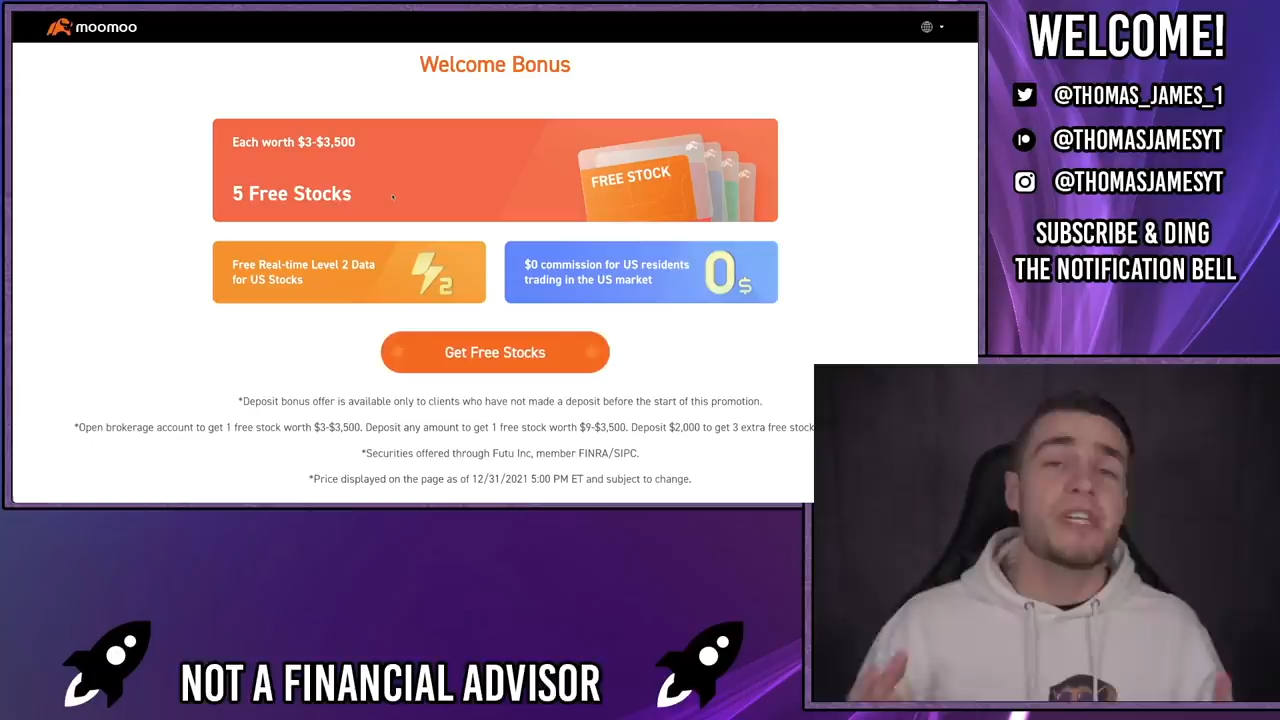 moomoo
Welcome Bonus
Each worth $3-$3,500
5 Free Stocks
FREE STOCK
Free Real-time Level 2 Data
for US Stocks
2
$0 commission for US residents
trading in the US market
0$
Get Free Stocks
*Deposit bonus offer is available only to clients who have not made a deposit before the start of this promotion.
*Open brokerage account to get 1 free stock worth $3-$3,500. Deposit any amount to get 1 free stock worth $9-$3,500. Deposit $2,000 to get 3 extra free stock
*Securities offered through Futu Inc, member FINRA/SIPC.
*Price displayed on the page as of 12/31/2021 5:00 PM ET and subject to change.
WELCOME!
@THOMAS_JAMES_1
@THOMASJAMESYT
@THOMASJAMESYT
SUBSCRIBE & DING
THE NOTIFICATION BELL
NOT A FINANCIAL ADVISOR